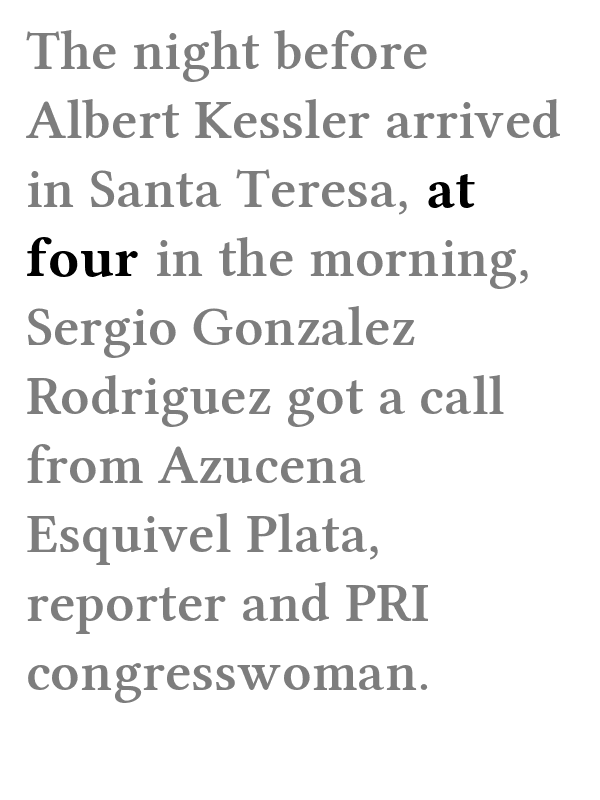 The night before
Albert Kessler arrived
in Santa Teresa, at
four in the morning,
Sergio Gonzalez
Rodriguez got a call
from Azucena
Esquivel Plata,
reporter and PRI
congresswoman.